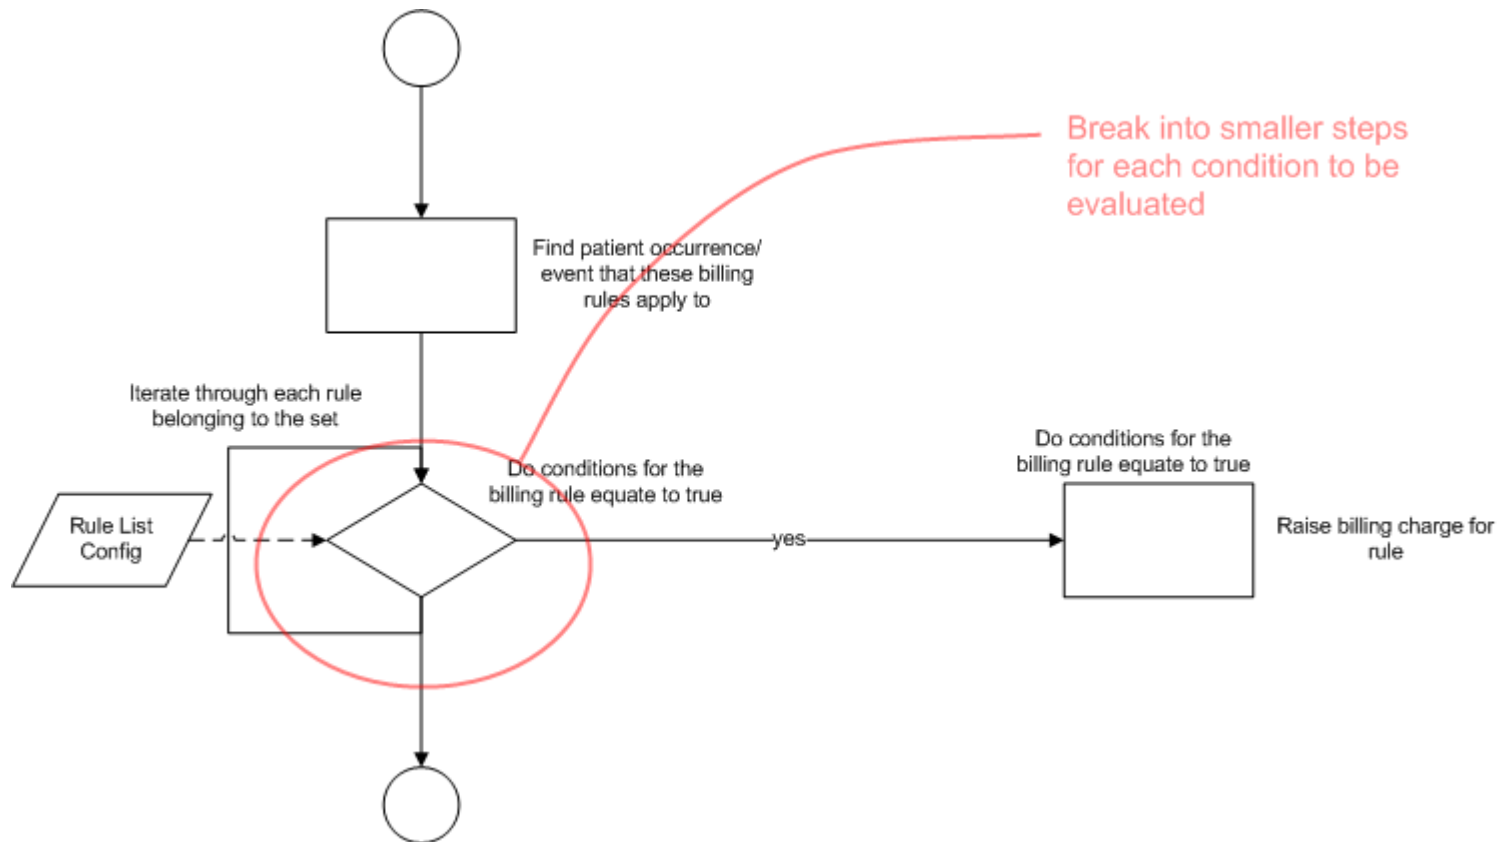 Break into smaller steps
for each condition to be
evaluated
Find patient occurrence/
event that these billing
rules apply to
Iterate through each rule
belonging to the set
Do conditions for the
billing rule equate to true
Do conditions for the
billing rule equate to true
Rule List
Config
yes
Raise billing charge for
rule